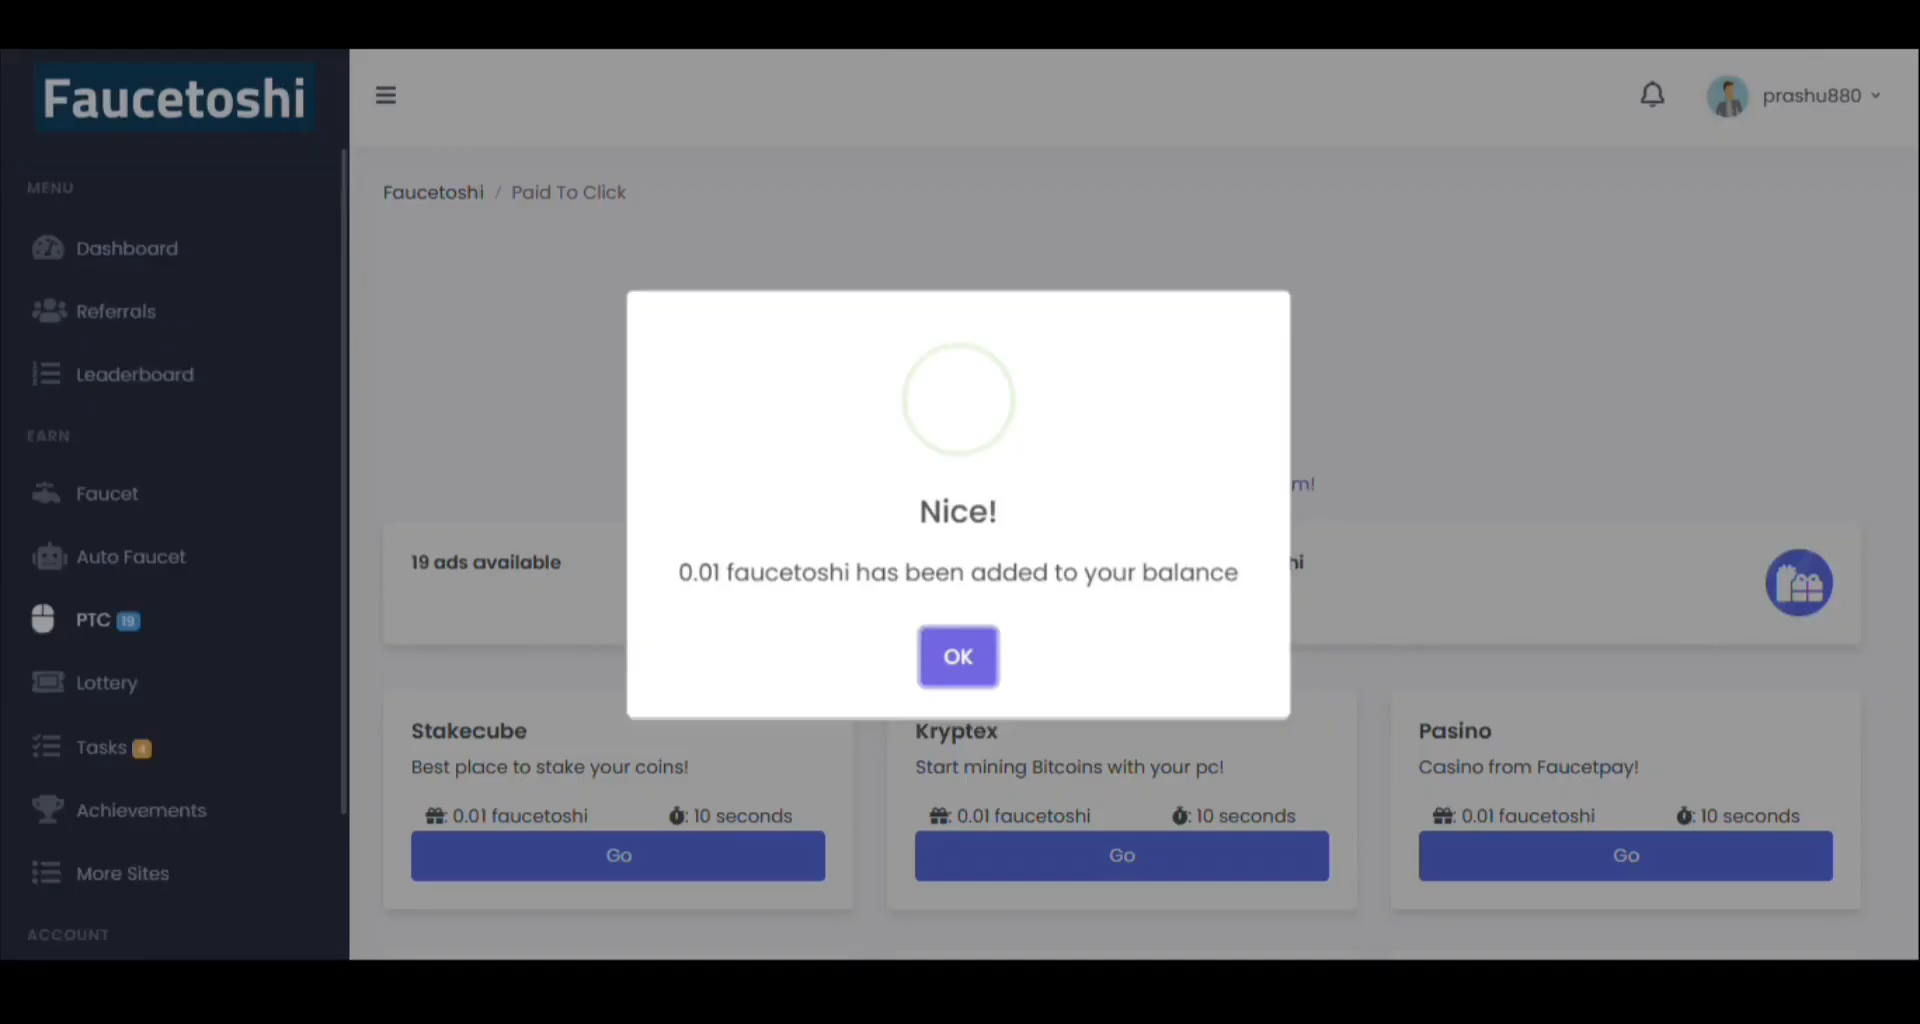 Faucetoshi
prashu880
MENU
Dashboard
Referrals
Leaderboard
EARN
Faucet
Auto Faucet
PTC 19
Lottery
Tasks 4
Achievements
More Sites
ACCOUNT
Faucetoshi / Paid To Click
m!
19 ads available
hi
Nice!
0.01 faucetoshi has been added to your balance
OK
Stakecube
Best place to stake your coins!
: 0.01 faucetoshi : 10 seconds
Go
Kryptex
Start mining Bitcoins with your pc!
: 0.01 faucetoshi : 10 seconds
Go
Pasino
Casino from Faucetpay!
: 0.01 faucetoshi : 10 seconds
Go